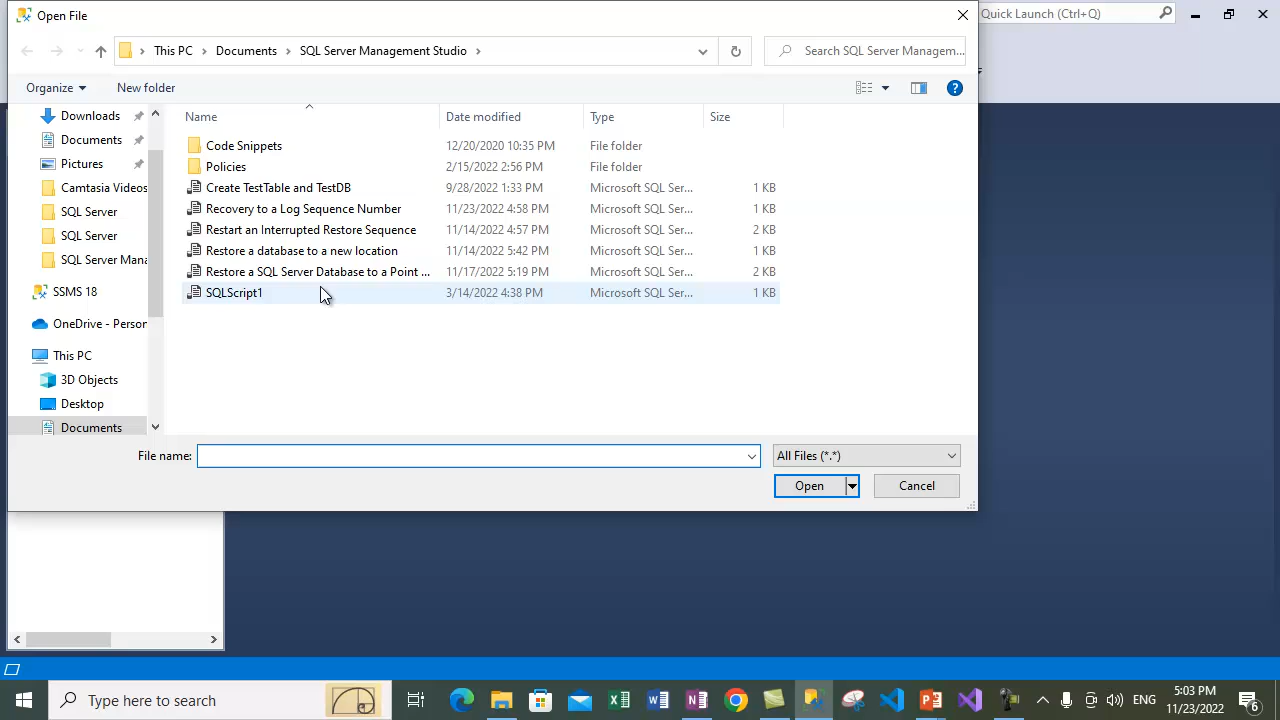 Open File
Quick Launch (Ctrl+Q)
This PC
Documents
SQL Server Management Studio
Search SQL Server Managem...
Organize
New folder
Downloads
Documents
Pictures
Camtasia Videos
SQL Server
SQL Server
SQL Server Mana
SSMS 18
OneDrive - Person
This PC
3D Objects
Desktop
Documents
Name Date modified Type Size
Code Snippets 12/20/2020 10:35 PM File folder
Policies 2/15/2022 2:56 PM File folder
Create TestTable and TestDB 9/28/2022 1:33 PM Microsoft SQL Ser... 1 KB
Recovery to a Log Sequence Number 11/23/2022 4:58 PM Microsoft SQL Ser... 1 KB
Restart an Interrupted Restore Sequence 11/14/2022 4:57 PM Microsoft SQL Ser... 2 KB
Restore a database to a new location 11/14/2022 5:42 PM Microsoft SQL Ser... 1 KB
Restore a SQL Server Database to a Point ... 11/17/2022 5:19 PM Microsoft SQL Ser... 2 KB
SQLScript1 3/14/2022 4:38 PM Microsoft SQL Ser... 1 KB
File name:
All Files (*.*)
Open
Cancel
Type here to search
ENG
5:03 PM
11/23/2022
6